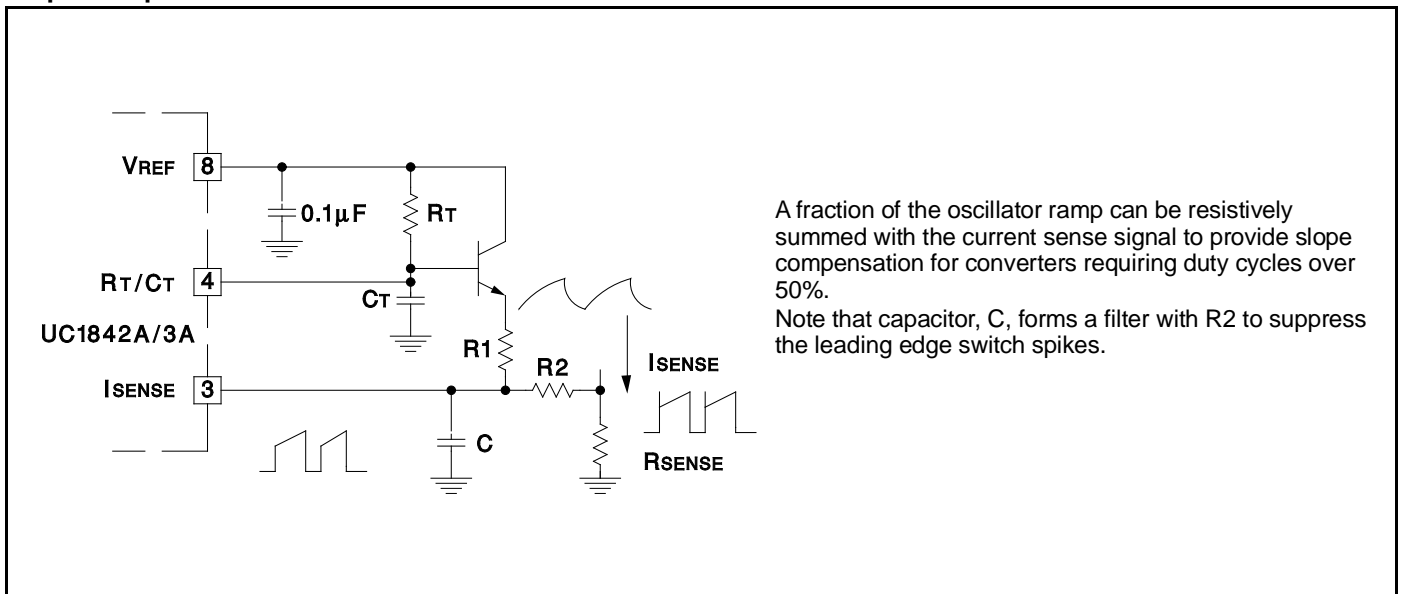 VREF 8
0.1µF
RT
RT/CT 4
CT
UC1842A/3A
R1
R2
ISENSE
ISENSE 3
C
RSENSE
A fraction of the oscillator ramp can be resistively
summed with the current sense signal to provide slope
compensation for converters requiring duty cycles over
50%.
Note that capacitor, C, forms a filter with R2 to suppress
the leading edge switch spikes.